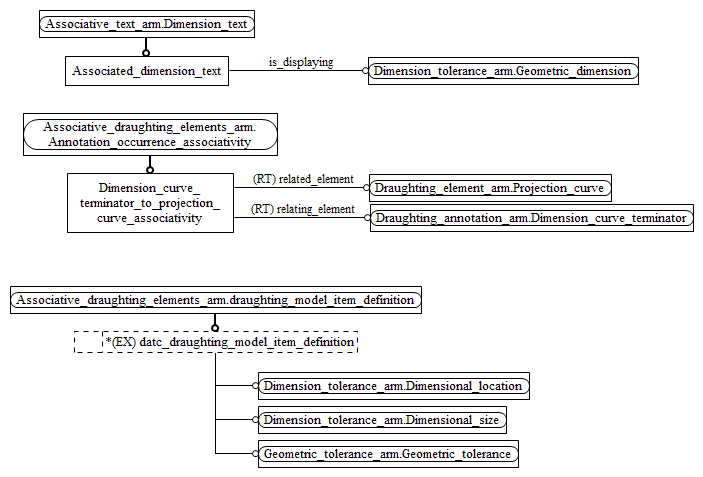 Associative_text_arm.Dimension_text
Associated_dimension_text
is_displaying
Dimension_tolerance_arm.Geometric_dimension
Associative_draughting_elements_arm.
Annotation_occurrence_associativity
Dimension_curve_
terminator_to_projection_
curve_associativity
(RT) related_element
Draughting_element_arm.Projection_curve
(RT) relating_element
Draughting_annotation_arm.Dimension_curve_terminator
Associative_draughting_elements_arm.draughting_model_item_definition
*(EX) datc_draughting_model_item_definition
Dimension_tolerance_arm.Dimensional_location
Dimension_tolerance_arm.Dimensional_size
Geometric_tolerance_arm.Geometric_tolerance